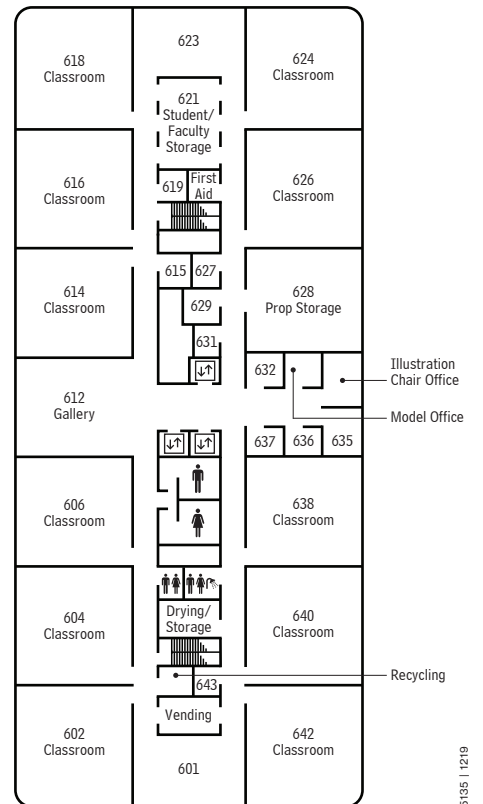 623
618
Classroom
624
Classroom
621
Student/
Faculty
Storage
616
Classroom
619
First
Aid
626
Classroom
615
627
614
Classroom
629
628
Prop Storage
631
632
Illustration
Chair Office
612
Gallery
Model Office
637
636
635
606
Classroom
638
Classroom
604
Classroom
Drying/
Storage
640
Classroom
Recycling
643
Vending
602
Classroom
642
Classroom
601
5135 | 1219